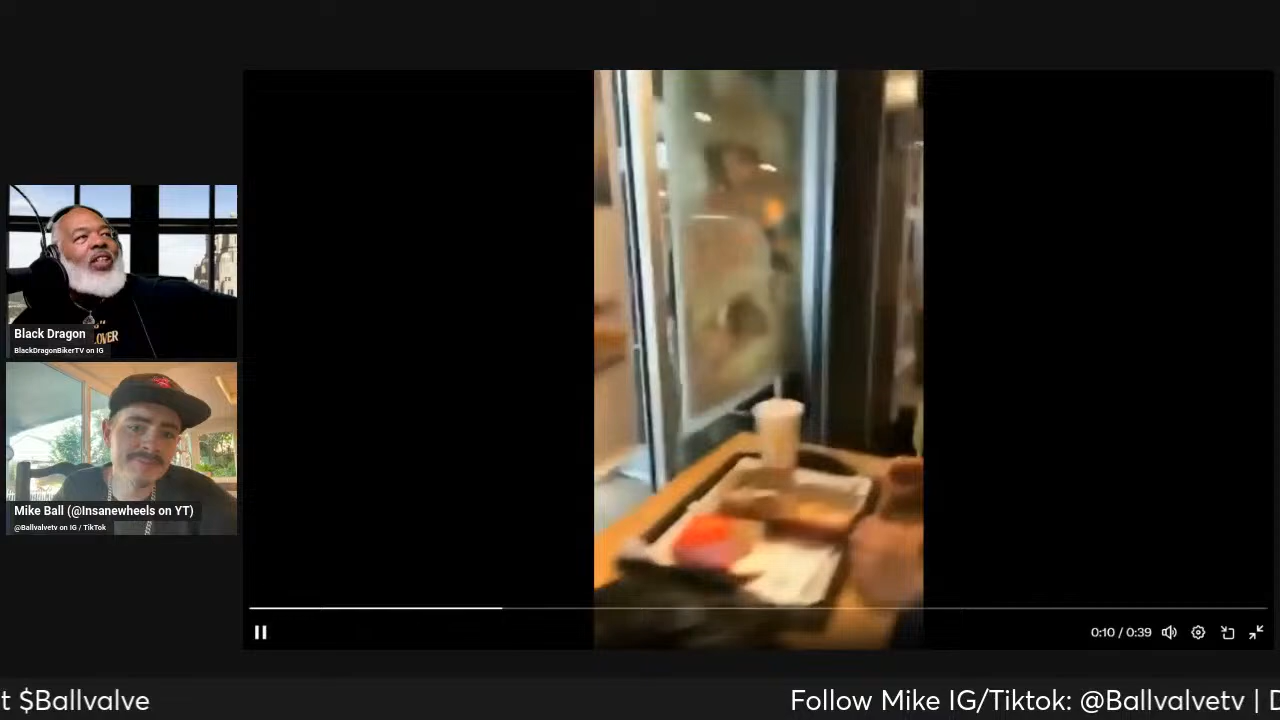 LOVER
Black Dragon
BlackDragonBikerTV on IG
Mike Ball (@Insanewheels on YT)
@Ballvalvetv on IG / TikTok
0:10 / 0:39
t $Ballvalve
Follow Mike IG/Tiktok: @Ballvalvetv | D